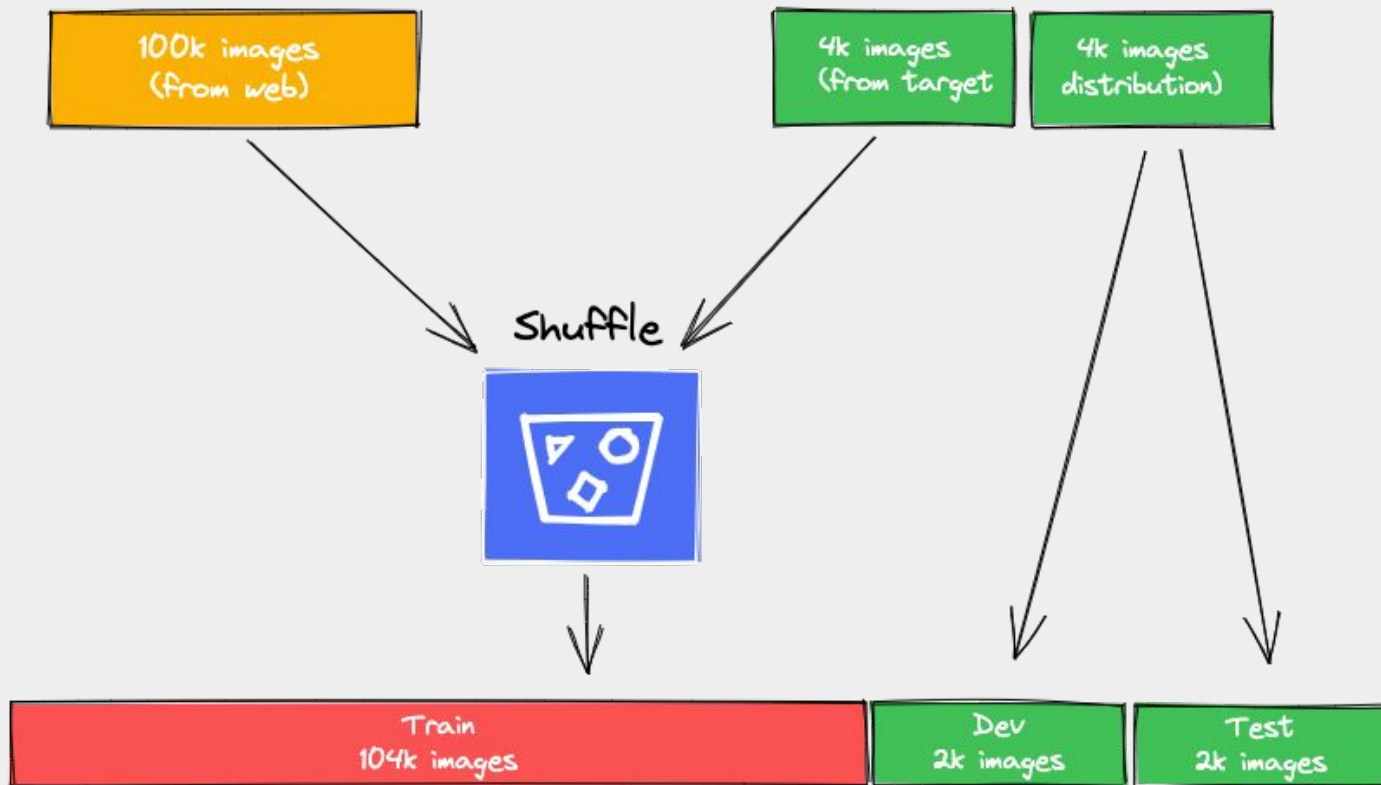 100k images
(from web)
4k images
(from target
4k images
distribution)
Shuffle
Train
104k images
Dev
2k images
Test
2k images